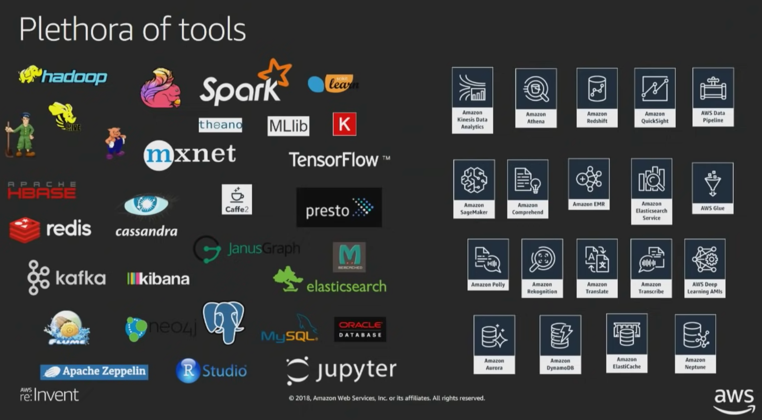 Plethora of tools
hadoop
Spark
learn
theano
MLlib
K
mxnet
TensorFlow ™
APACHE
HBASE
Caffe2
presto
redis
cassandra
JanusGraph
M
kafka
kibana
elasticsearch
FLUME
neo4j
MySQL
ORACLE
DATABASE
Apache Zeppelin
R Studio
jupyter
Amazon
Kinesis Data
Analytics
Amazon
Athena
Amazon
Redshift
Amazon
QuickSight
AWS Data
Pipeline
Amazon
SageMaker
Amazon
Comprehend
Amazon EMR
Amazon
Elasticsearch
Service
AWS Glue
Amazon Polly
Amazon
Rekognition
Amazon
Translate
Amazon
Transcribe
AWS Deep
Learning AMIs
Amazon
Aurora
Amazon
DynamoDB
Amazon
ElastiCache
Amazon
Neptune
AWS
re:Invent
© 2018, Amazon Web Services, Inc. or its affiliates. All rights reserved.
aws